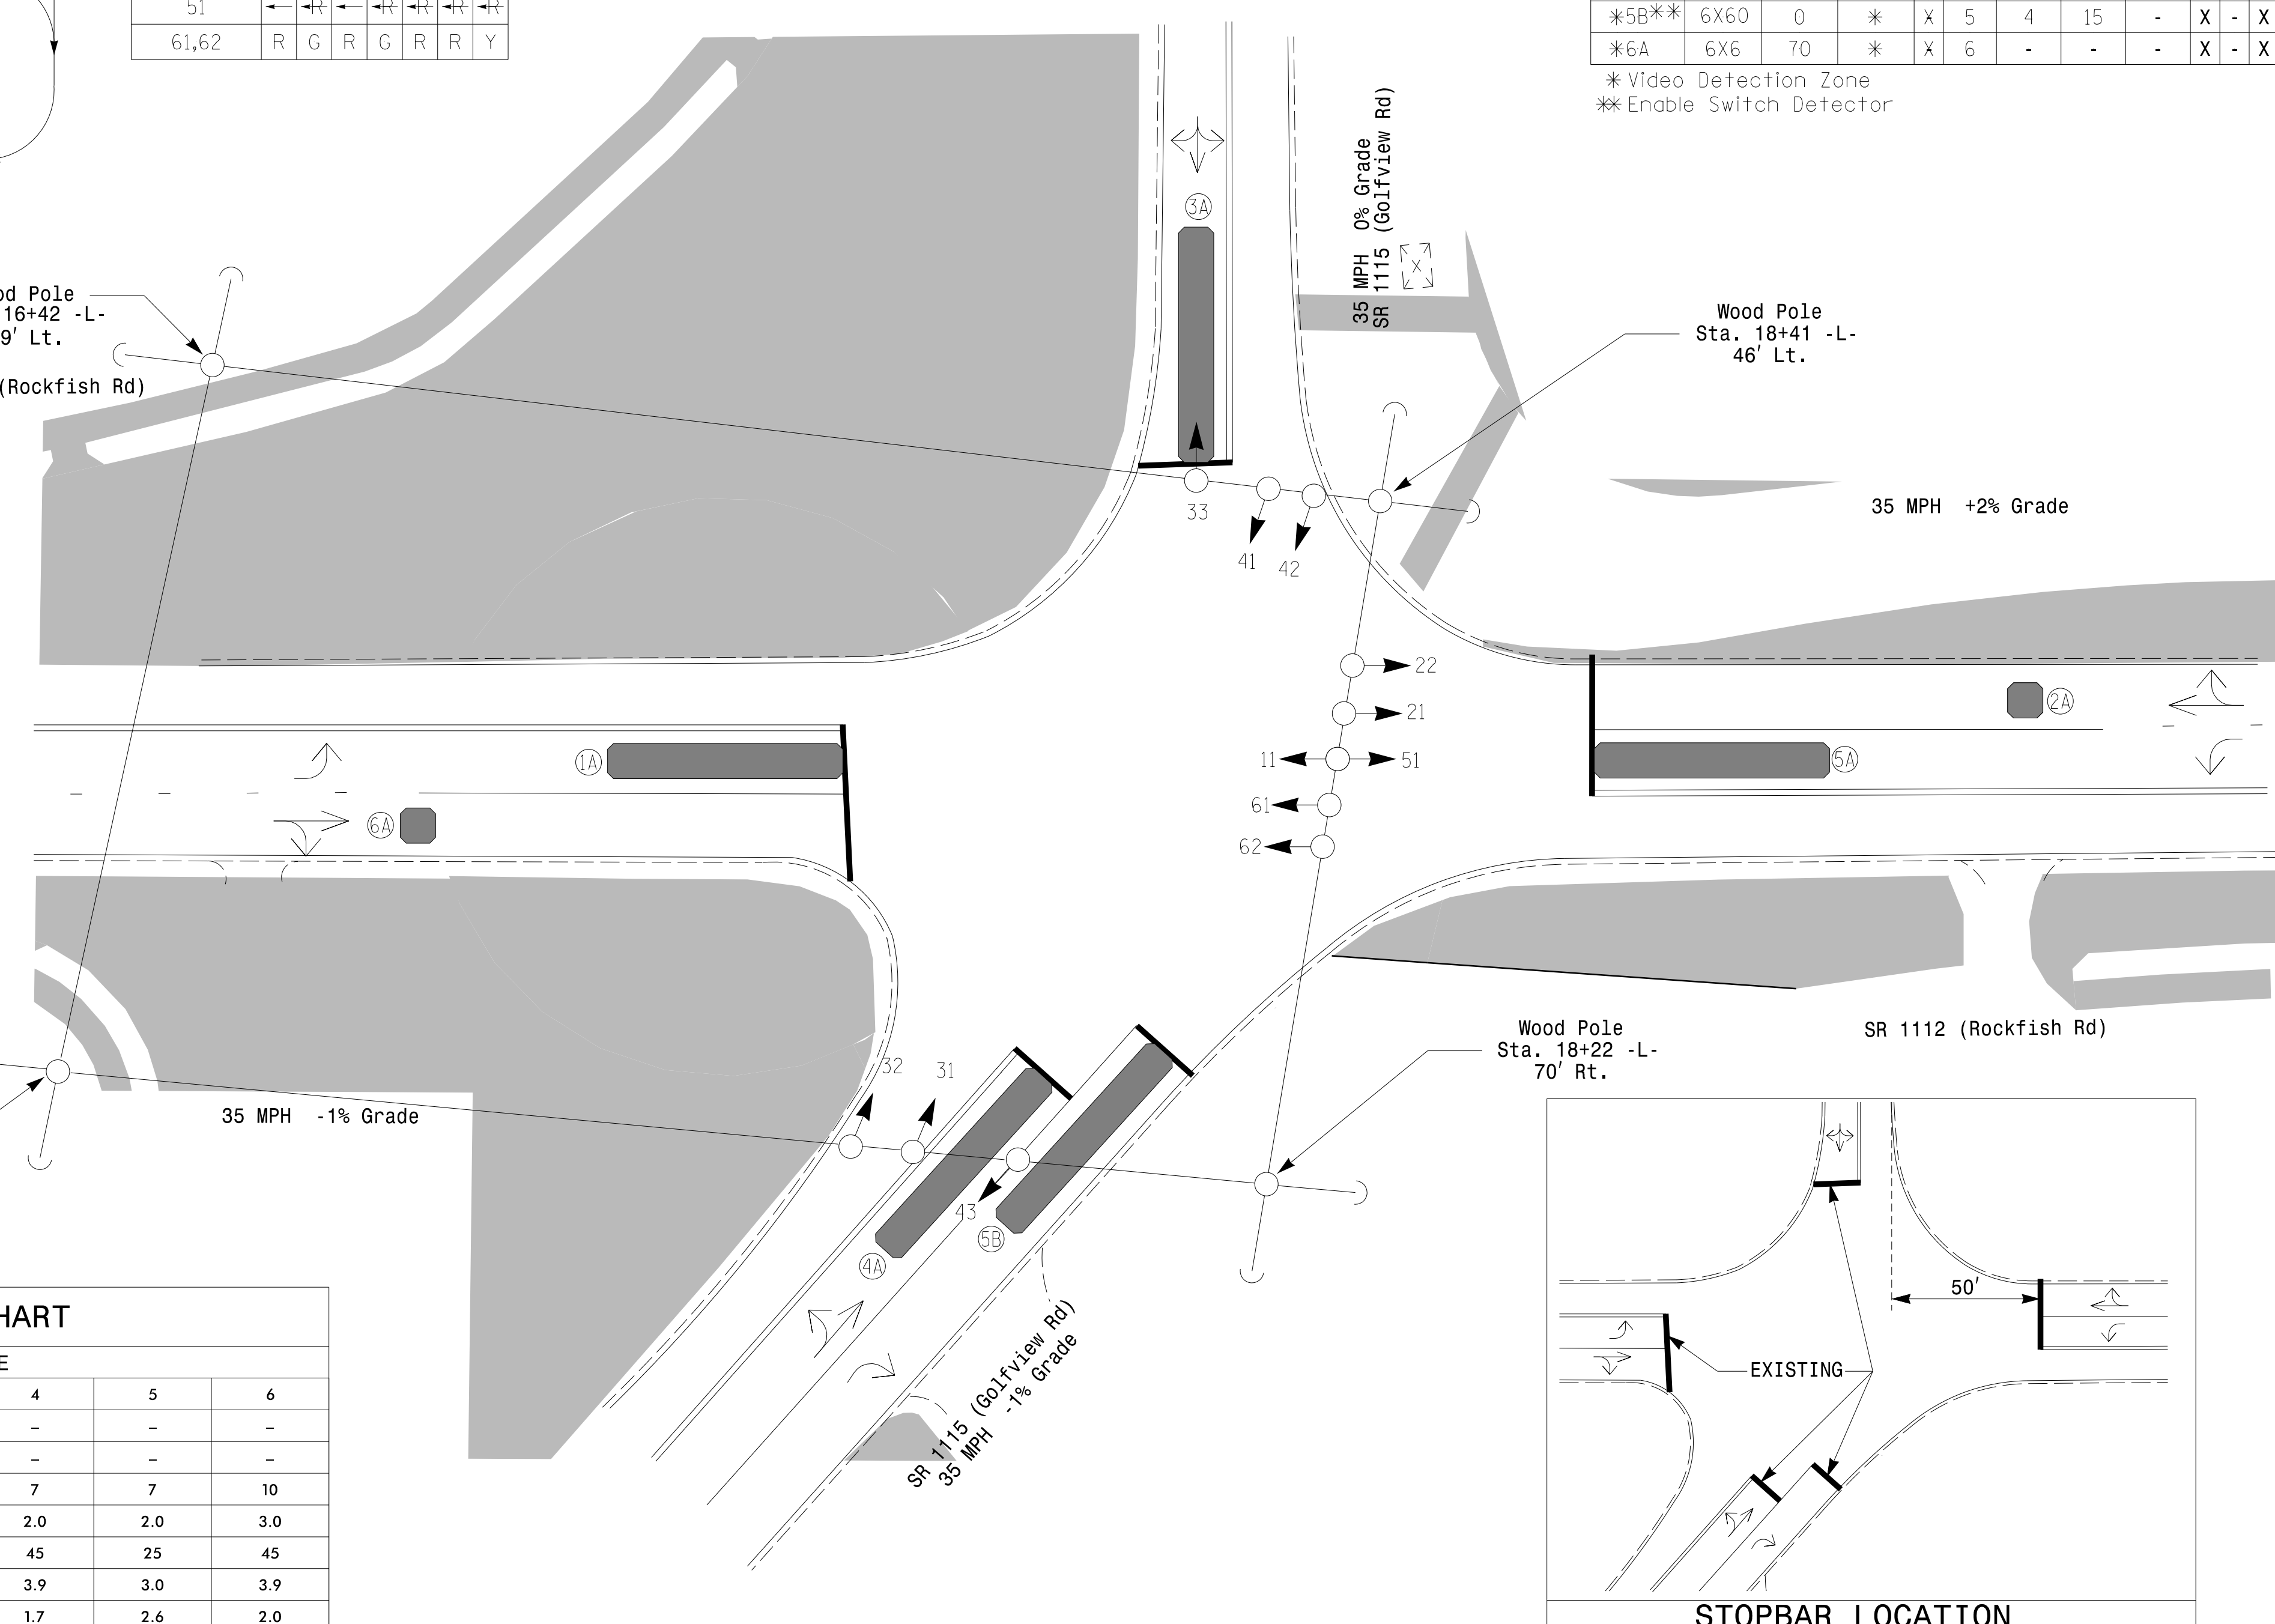 51 ← ←R ← ←R ←R ←R ←R
61,62 R G R G R R Y
*5B** 6X60 0 * X 5 4 15 - X - X
*6A 6X6 70 * X 6 - - - X - X
* Video Detection Zone
** Enable Switch Detector
3A
35 MPH 0% Grade
SR 1115 (Golfview Rd)
X
od Pole
16+42 -L-
9' Lt.
(Rockfish Rd)
Wood Pole
Sta. 18+41 -L-
46' Lt.
35 MPH +2% Grade
33
41
42
22
21
11
51
61
62
2A
5A
1A
6A
Wood Pole
Sta. 18+22 -L-
70' Rt.
SR 1112 (Rockfish Rd)
32
31
35 MPH -1% Grade
43
5B
4A
SR 1115 (Golfview Rd)
35 MPH -1% Grade
HART
E
4 5 6
- - -
- - -
7 7 10
2.0 2.0 3.0
45 25 45
3.9 3.0 3.9
1.7 2.6 2.0
50'
EXISTING
STOPBAR LOCATION